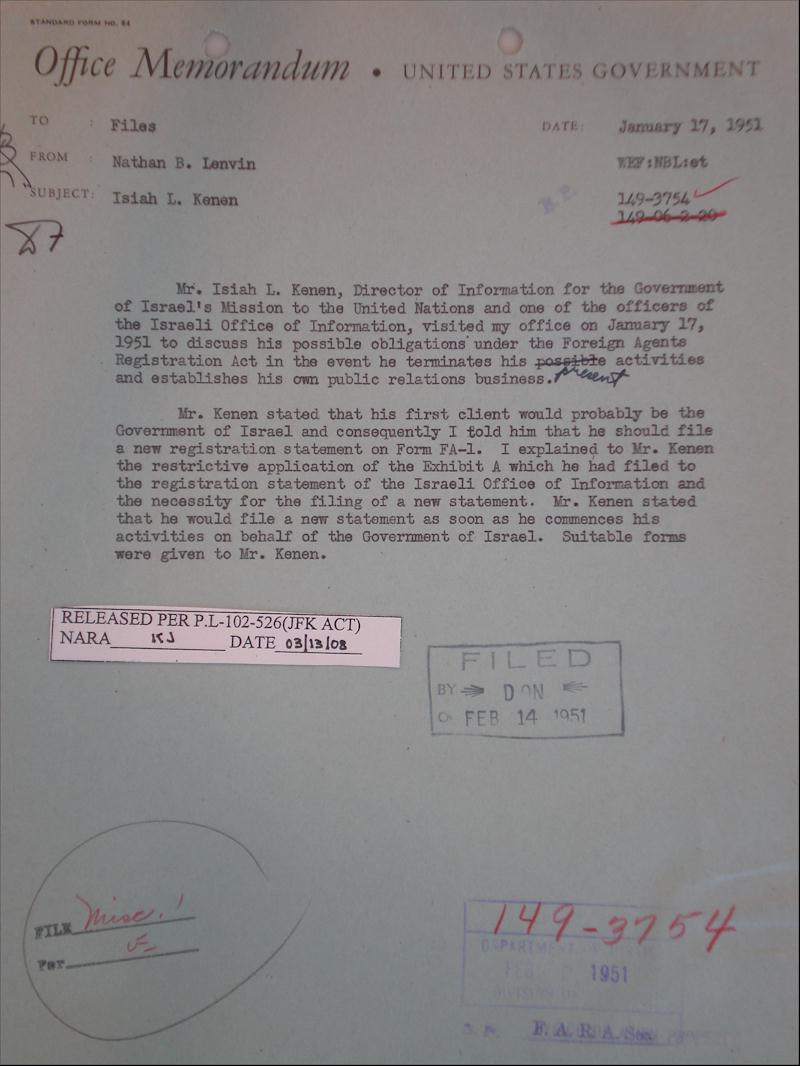 STANDARD FORM NO. 64
Office Memorandum • UNITED STATES GOVERNMENT
TO : Files DATE: January 17, 1951
FROM : Nathan B. Lenvin WEF:NBL:et
SUBJECT: Isiah L. Kenen 149-3754
149-06-2-20
87
Mr. Isiah L. Kenen, Director of Information for the Government
of Israel's Mission to the United Nations and one of the officers of
the Israeli Office of Information, visited my office on January 17,
1951 to discuss his possible obligations under the Foreign Agents
Registration Act in the event he terminates his possible activities
and establishes his own public relations business. present
Mr. Kenen stated that his first client would probably be the
Government of Israel and consequently I told him that he should file
a new registration statement on Form FA-1. I explained to Mr. Kenen
the restrictive application of the Exhibit A which he had filed to
the registration statement of the Israeli Office of Information and
the necessity for the filing of a new statement. Mr. Kenen stated
that he would file a new statement as soon as he commences his
activities on behalf of the Government of Israel. Suitable forms
were given to Mr. Kenen.
RELEASED PER P.L-102-526(JFK ACT)
NARA KJ DATE 03/13/08
FILED
BY DON
FEB 14 1951
FILE Misc.
Per
149-3754
DEPARTMENT
FEB 1951
DIVISION OF
F.A.R.A. Sec.